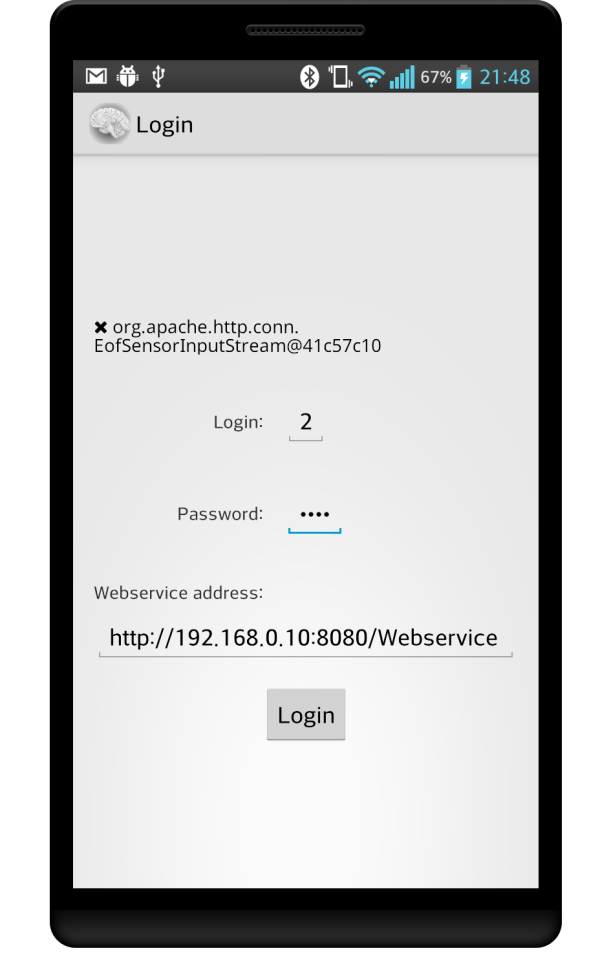 67% 21:48
Login
✖ org.apache.http.conn.
EofSensorInputStream@41c57c10
Login: 2
Password: ••••
Webservice address:
http://192.168.0.10:8080/Webservice
Login